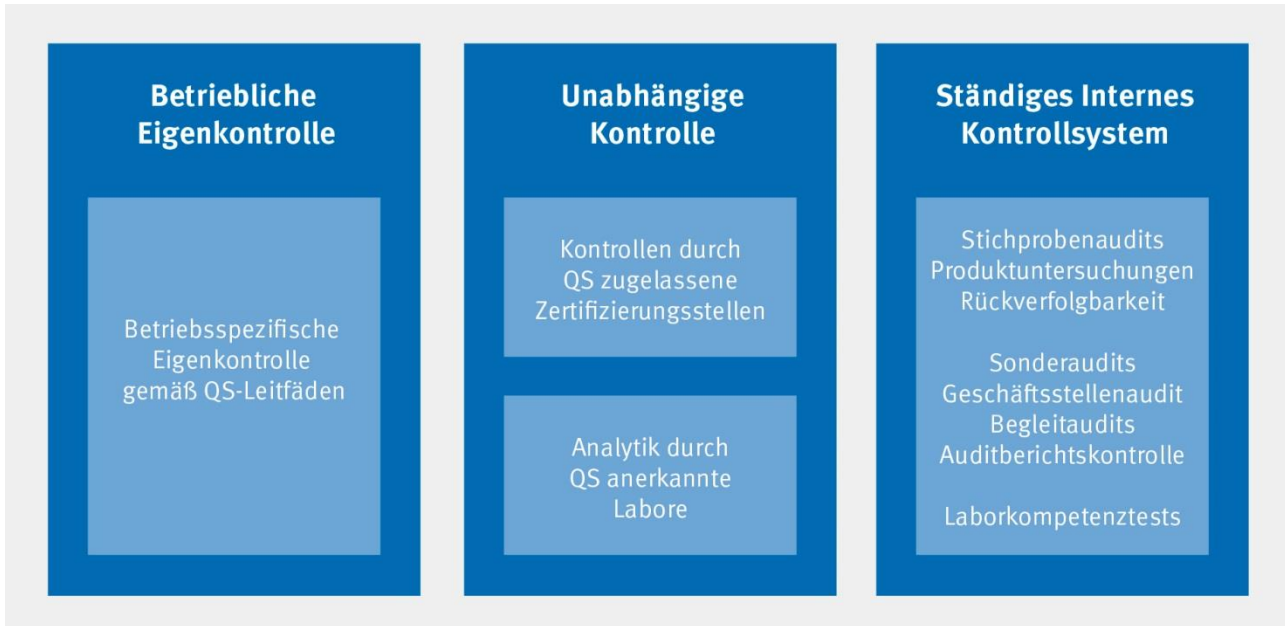 Betriebliche
Eigenkontrolle
Betriebsspezifische
Eigenkontrolle
gemäß QS-Leitfäden
Unabhängige
Kontrolle
Kontrollen durch
QS zugelassene
Zertifizierungsstellen
Analytik durch
QS anerkannte
Labore
Ständiges Internes
Kontrollsystem
Stichprobenaudits
Produktuntersuchungen
Rückverfolgbarkeit
Sonderaudits
Geschäftsstellenaudit
Begleitaudits
Auditberichtskontrolle
Laborkompetenztests